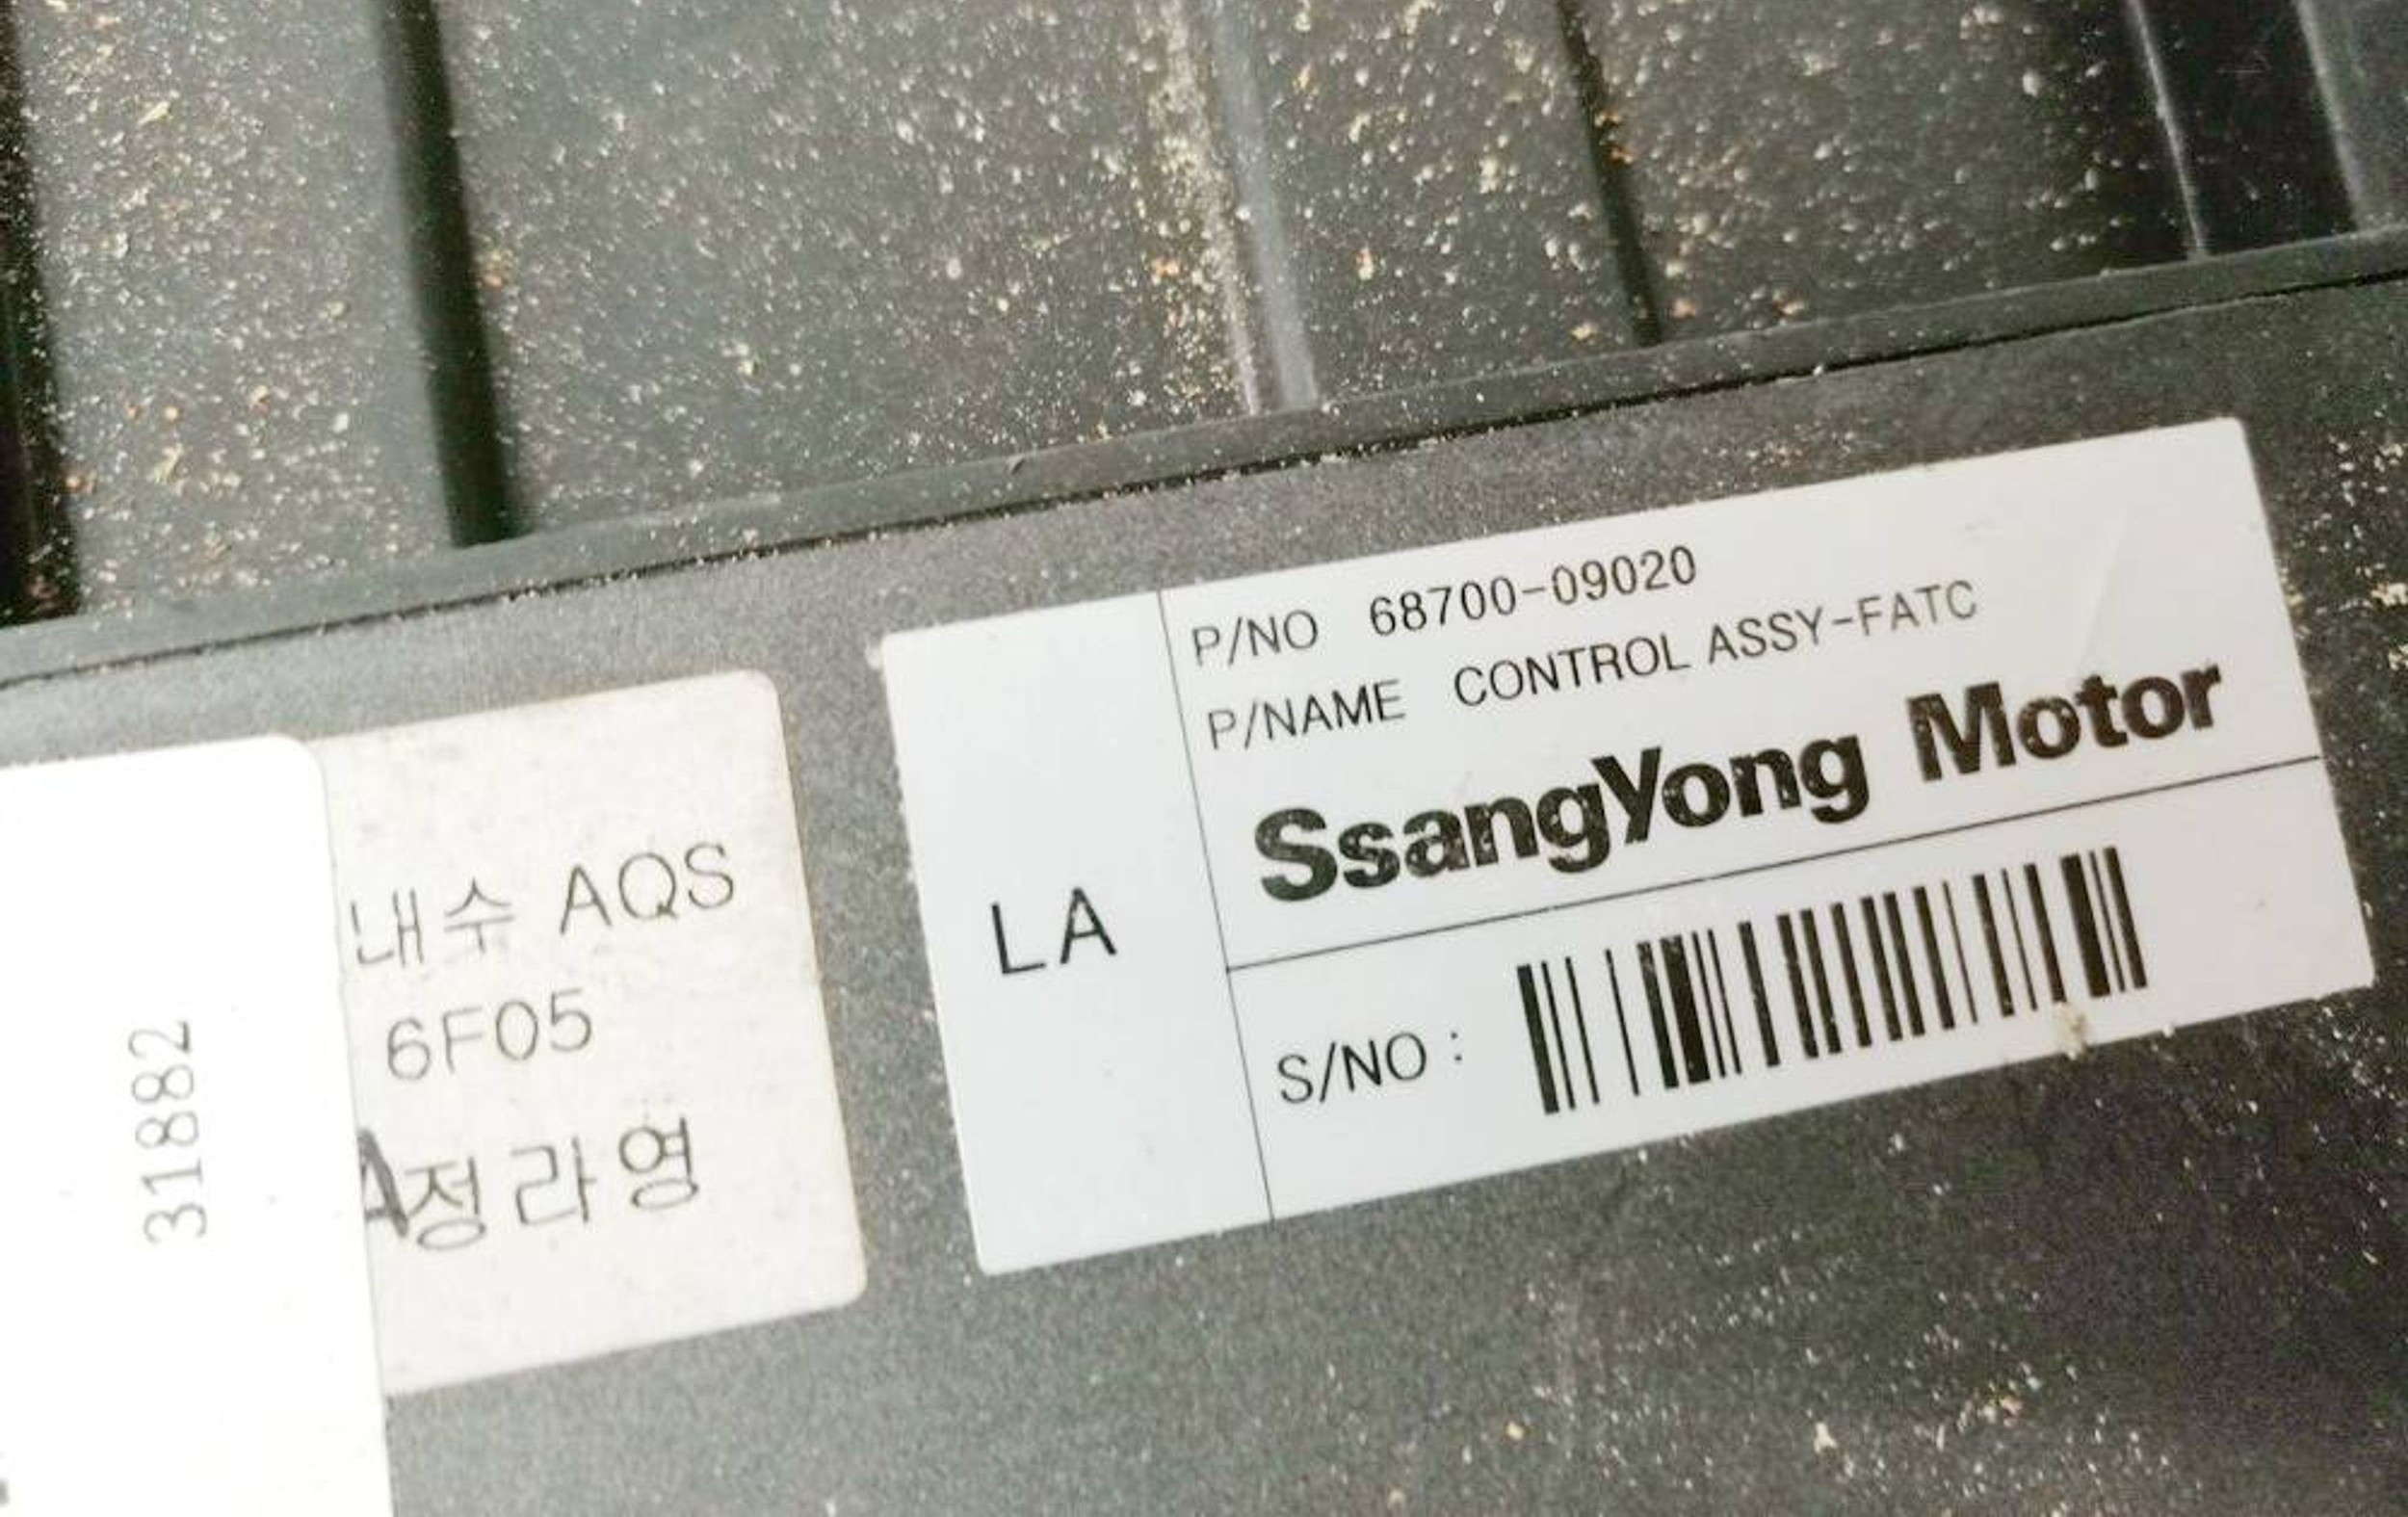 31882
내수 AQS
6F05
A정라영
LA
P/NO 68700-09020
P/NAME CONTROL ASSY-FATC
SsangYong Motor
S/NO :